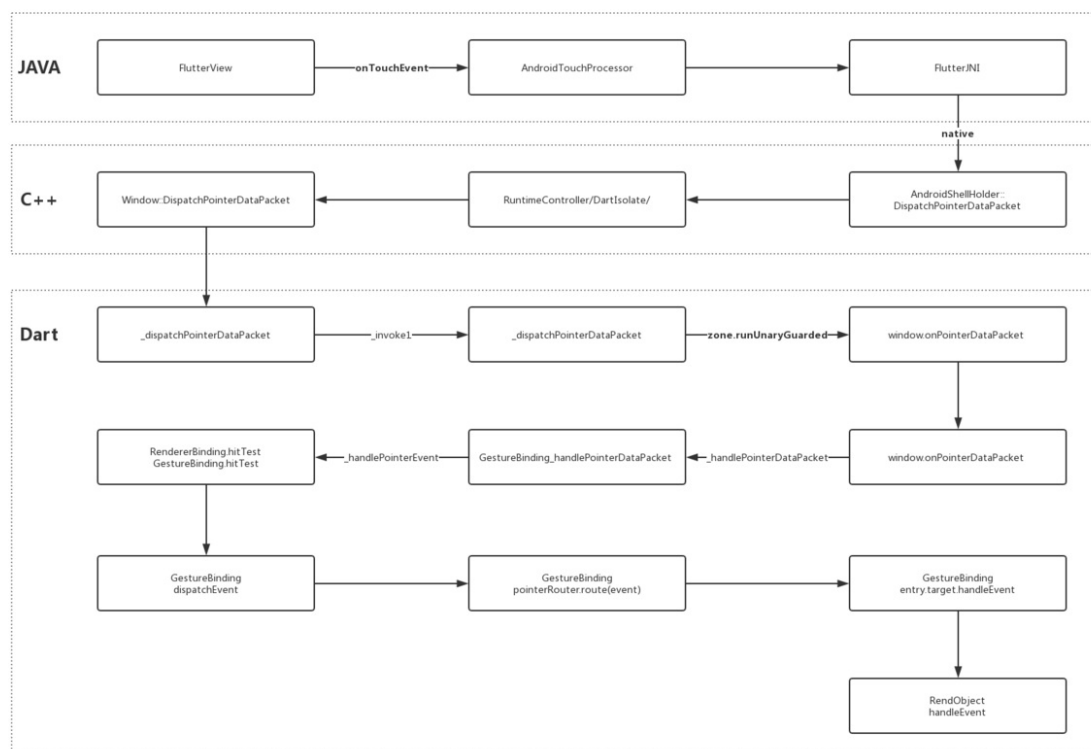 JAVA
FlutterView
onTouchEvent
AndroidTouchProcessor
FlutterJNI
native
C++
Window::DispatchPointerDataPacket
RuntimeController/DartIsolate/
AndroidShellHolder::
DispatchPointerDataPacket
Dart
_dispatchPointerDataPacket
_invoke1
_dispatchPointerDataPacket
zone.runUnaryGuarded
window.onPointerDataPacket
RendererBinding.hitTest
GestureBinding.hitTest
_handlePointerEvent
GestureBinding_handlePointerDataPacket
_handlePointerDataPacket
window.onPointerDataPacket
GestureBinding
dispatchEvent
GestureBinding
pointerRouter.route(event)
GestureBinding
entry.target.handleEvent
RendObject
handleEvent